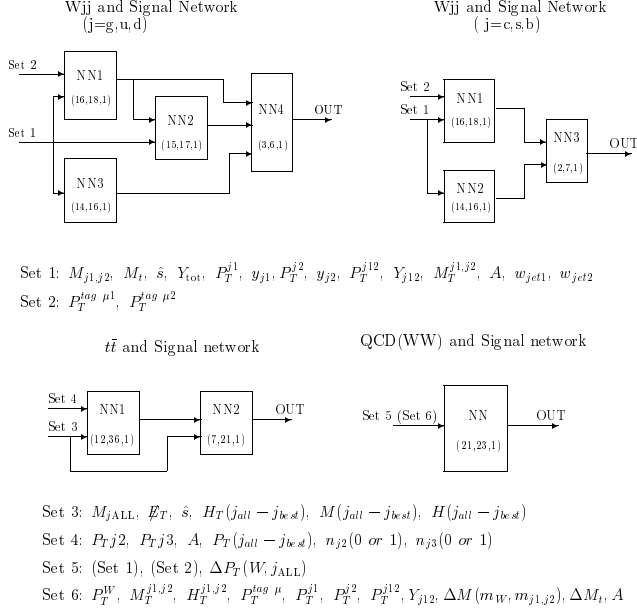 Wjj and Signal Network
(j=g,u,d)
Wjj and Signal Network
( j=c,s,b)
Set 2
NN1
(16,18,1)
NN2
(15,17,1)
NN4
(3,6,1)
OUT
Set 1
NN3
(14,16,1)
Set 2
Set 1
NN1
(16,18,1)
NN3
(2,7,1)
OUT
NN2
(14,16,1)
Set 1: M_{j1,j2}, M_t, ŝ, Y_{tot}, P_T^{j1}, y_{j1}, P_T^{j2}, y_{j2}, P_T^{j12}, Y_{j12}, M_T^{j1,j2}, A, w_{jet1}, w_{jet2}
Set 2: P_T^{tag μ1}, P_T^{tag μ2}
tt̄ and Signal network
QCD(WW) and Signal network
Set 4
Set 3
NN1
(12,36,1)
NN2
(7,21,1)
OUT
Set 5 (Set 6)
NN
(21,23,1)
OUT
Set 3: M_{jALL}, E̸_T, ŝ, H_T(j_{all} − j_{best}), M(j_{all} − j_{best}), H(j_{all} − j_{best})
Set 4: P_T j2, P_T j3, A, P_T(j_{all} − j_{best}), n_{j2}(0 or 1), n_{j3}(0 or 1)
Set 5: (Set 1), (Set 2), ΔP_T(W, j_{ALL})
Set 6: P_T^W, M_T^{j1,j2}, H_T^{j1,j2}, P_T^{tag μ}, P_T^{j1}, P_T^{j2}, P_T^{j12}, Y_{j12}, ΔM(m_W, m_{j1,j2}), ΔM_t, A